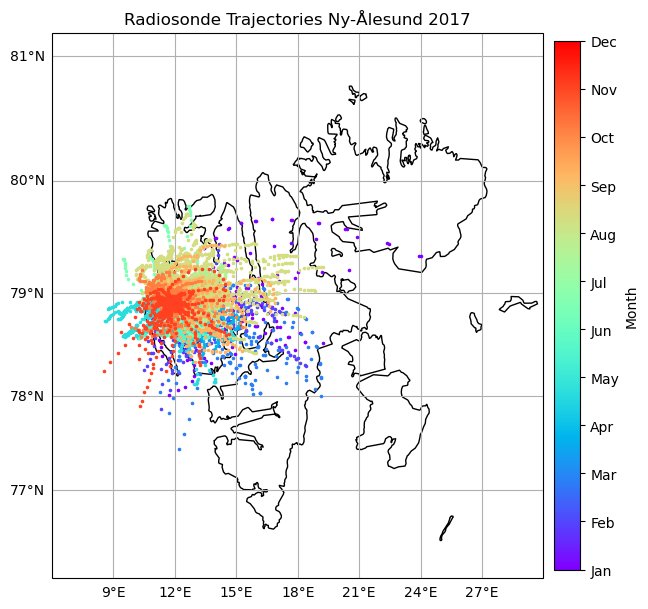 Radiosonde Trajectories Ny-Ålesund 2017
81°N
80°N
79°N
78°N
77°N
9°E 12°E 15°E 18°E 21°E 24°E 27°E
Dec
Nov
Oct
Sep
Aug
Jul
Jun
May
Apr
Mar
Feb
Jan
Month